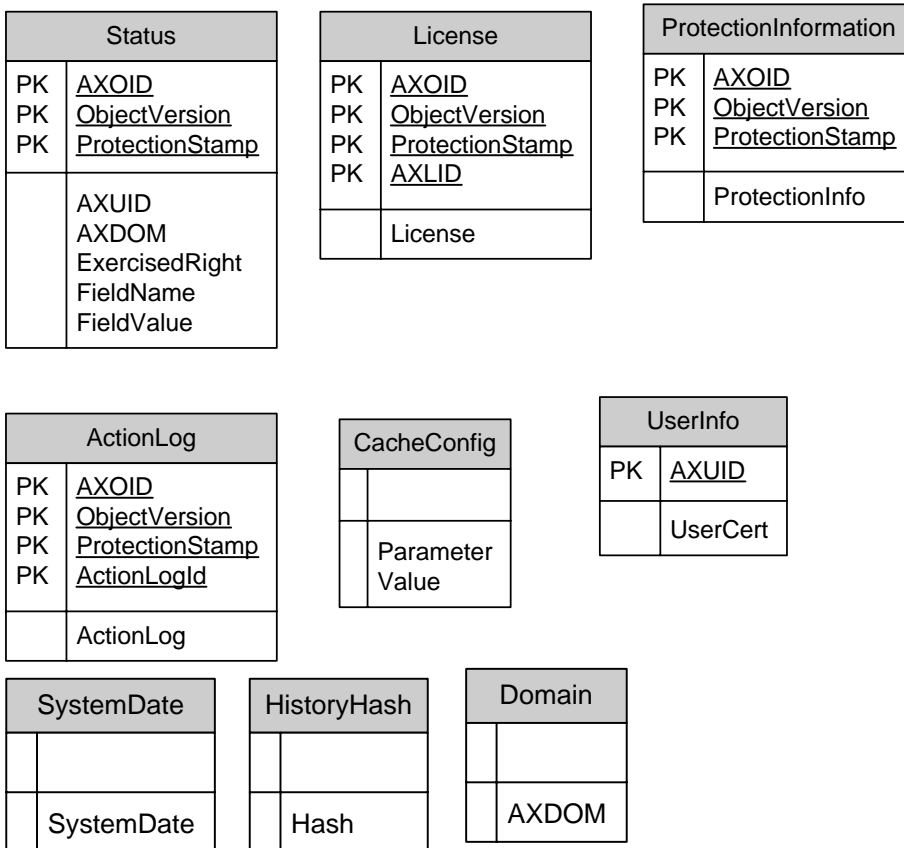 Status
PK AXOID
PK ObjectVersion
PK ProtectionStamp
AXUID
AXDOM
ExercisedRight
FieldName
FieldValue
License
PK AXOID
PK ObjectVersion
PK ProtectionStamp
PK AXLID
License
ProtectionInformation
PK AXOID
PK ObjectVersion
PK ProtectionStamp
ProtectionInfo
ActionLog
PK AXOID
PK ObjectVersion
PK ProtectionStamp
PK ActionLogId
ActionLog
CacheConfig
Parameter
Value
UserInfo
PK AXUID
UserCert
SystemDate
SystemDate
HistoryHash
Hash
Domain
AXDOM